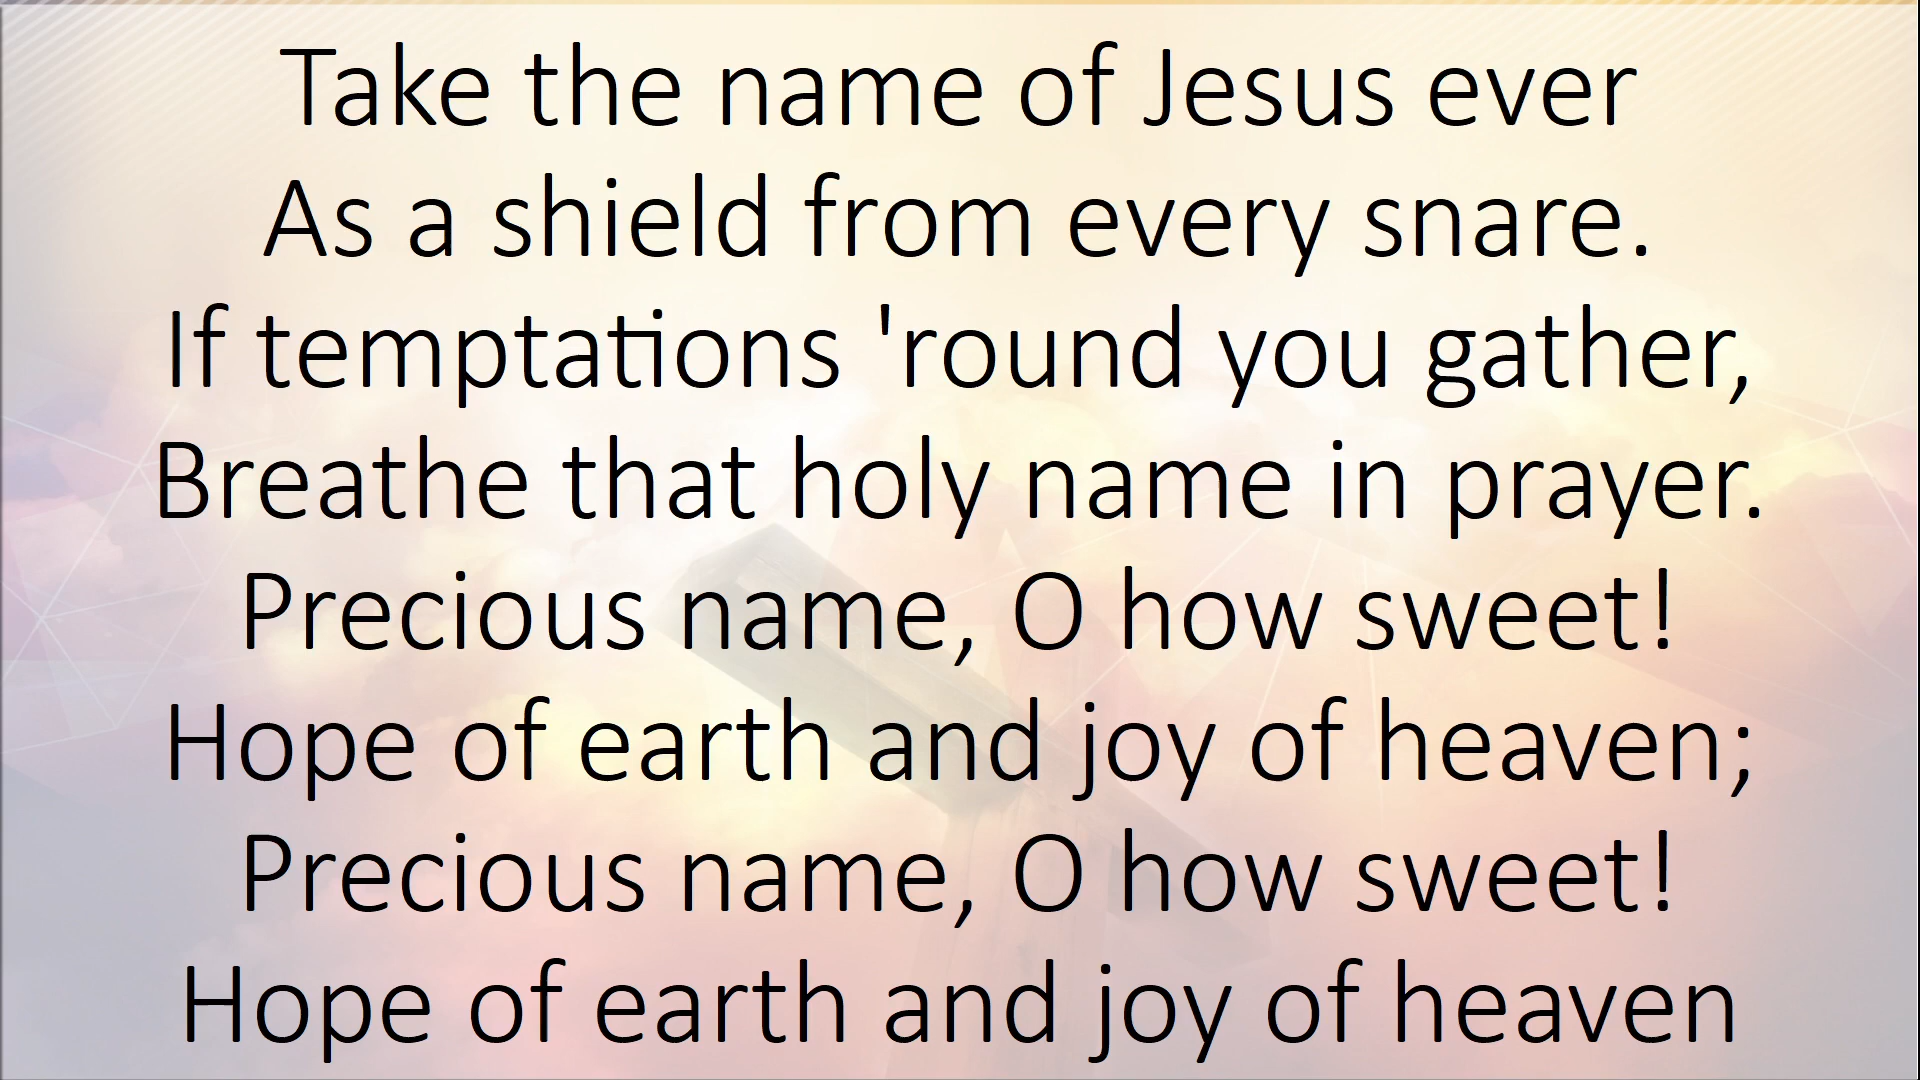 Take the name of Jesus ever
As a shield from every snare.
If temptations 'round you gather,
Breathe that holy name in prayer.
Precious name, O how sweet!
Hope of earth and joy of heaven;
Precious name, O how sweet!
Hope of earth and joy of heaven